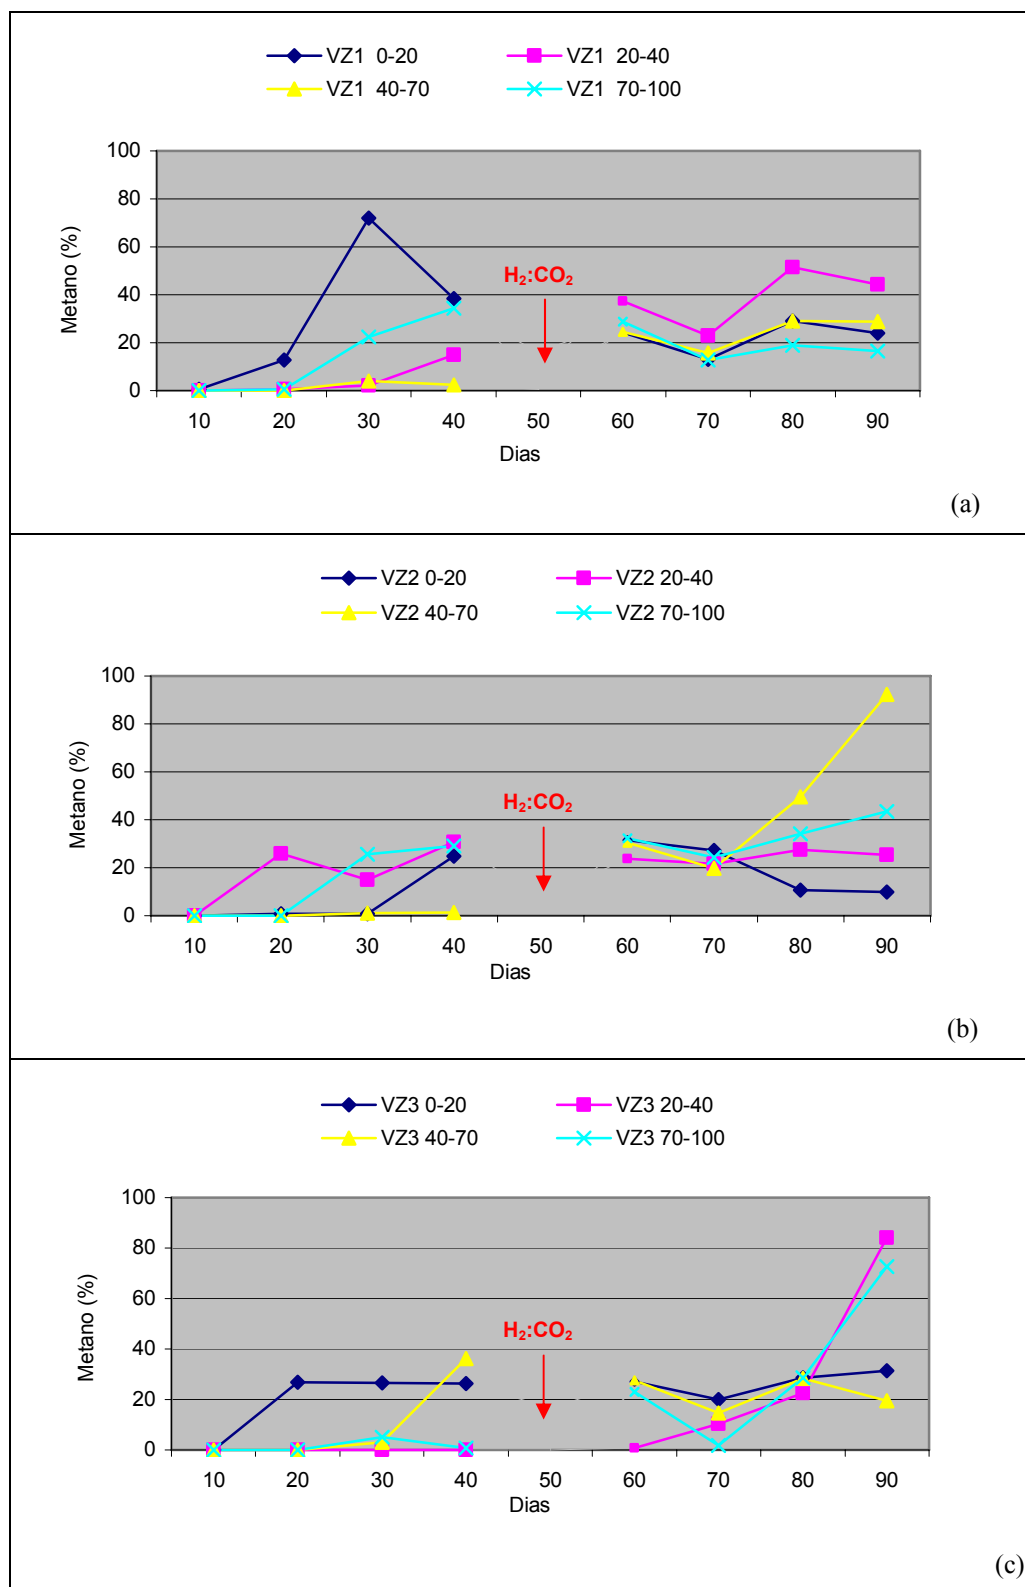 VZ1 0-20 VZ1 20-40
VZ1 40-70 VZ1 70-100
100
80
60
40
20
0
Metano (%)
H₂:CO₂
10 20 30 40 50 60 70 80 90
Dias
(a)
VZ2 0-20 VZ2 20-40
VZ2 40-70 VZ2 70-100
100
80
60
40
20
0
Metano (%)
H₂:CO₂
10 20 30 40 50 60 70 80 90
Dias
(b)
VZ3 0-20 VZ3 20-40
VZ3 40-70 VZ3 70-100
100
80
60
40
20
0
Metano (%)
H₂:CO₂
10 20 30 40 50 60 70 80 90
Dias
(c)